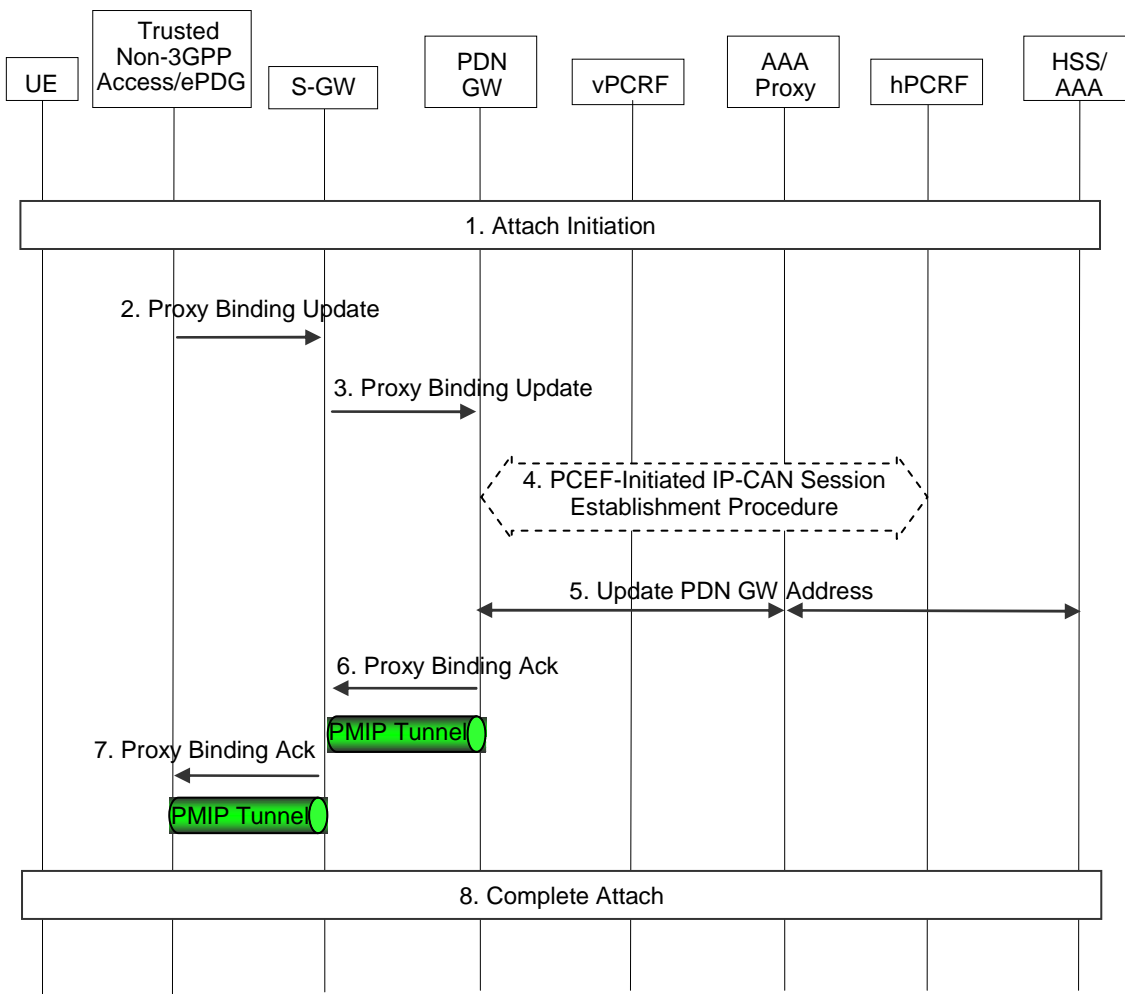 UE
Trusted
Non-3GPP
Access/ePDG
S-GW
PDN
GW
vPCRF
AAA
Proxy
hPCRF
HSS/
AAA
1. Attach Initiation
2. Proxy Binding Update
3. Proxy Binding Update
4. PCEF-Initiated IP-CAN Session
Establishment Procedure
5. Update PDN GW Address
6. Proxy Binding Ack
PMIP Tunnel
7. Proxy Binding Ack
PMIP Tunnel
8. Complete Attach